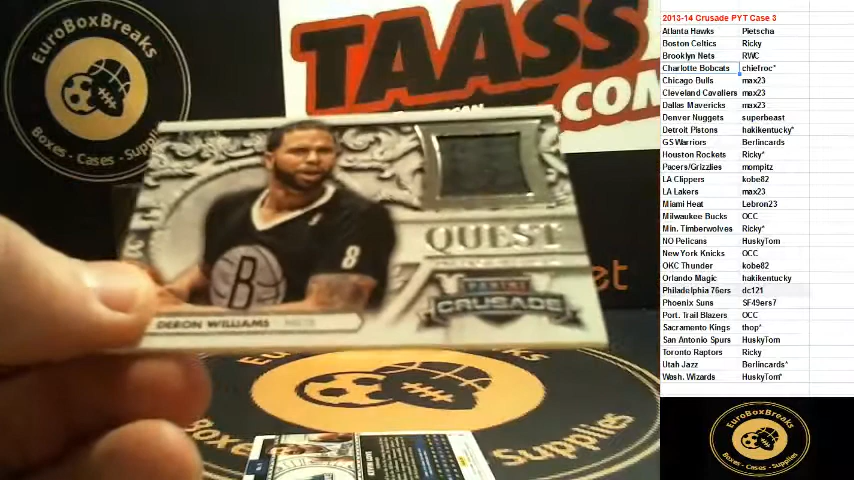 EuroBoxBreaks
Boxes - Cases - Supplies
TAASS
.COM
8
B
QUEST
PANINI
CRUSADE
DERON WILLIAMS NETS
et
Boxes
Supplies
2013-14 Crusade PYT Case 3
Atlanta Hawks Pietscha
Boston Celtics Ricky
Brooklyn Nets RWC
Charlotte Bobcats chiefroc*
Chicago Bulls max23
Cleveland Cavaliers max23
Dallas Mavericks max23
Denver Nuggets superbeast
Detroit Pistons hakikentucky*
GS Warriors Berlincards
Houston Rockets Ricky*
Pacers/Grizzlies mompitz
LA Clippers kobe82
LA Lakers max23
Miami Heat Lebron23
Milwaukee Bucks OCC
Min. Timberwolves Ricky*
NO Pelicans HuskyTom
New York Knicks OCC
OKC Thunder kobe82
Orlando Magic hakikentucky
Philadelphia 76ers dc121
Phoenix Suns SF49ers7
Port. Trail Blazers OCC
Sacramento Kings thop*
San Antonio Spurs HuskyTom
Toronto Raptors Ricky
Utah Jazz Berlincards*
Wash. Wizards HuskyTom*
EuroBoxBreaks
Boxes - Cases - Supplies